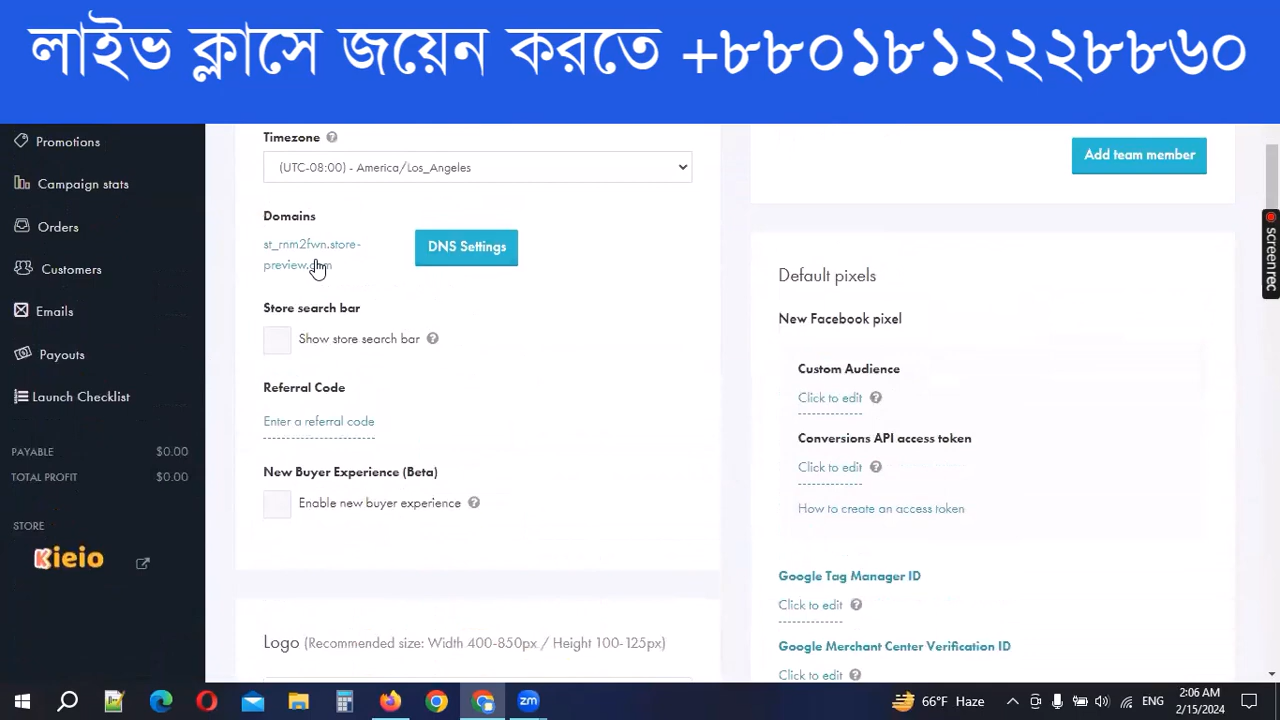 লাইভ ক্লাসে জয়েন করতে +৮৮০১৮১২২২৮৮৬০
Promotions
Campaign stats
Orders
Customers
Emails
Payouts
Launch Checklist
PAYABLE $0.00
TOTAL PROFIT $0.00
STORE
Kieio
Timezone
(UTC-08:00) - America/Los_Angeles
Domains
st_rnm2fwn.store-
DNS Settings
Store search bar
Show store search bar
Referral Code
Enter a referral code
New Buyer Experience (Beta)
Enable new buyer experience
Logo (Recommended size: Width 400-850px / Height 100-125px)
Add team member
Default pixels
New Facebook pixel
Custom Audience
Click to edit
Conversions API access token
Click to edit
How to create an access token
Google Tag Manager ID
Click to edit
Google Merchant Center Verification ID
Click to edit
screen rec
zm
66°F Haze
ENG
2:06 AM
2/15/2024